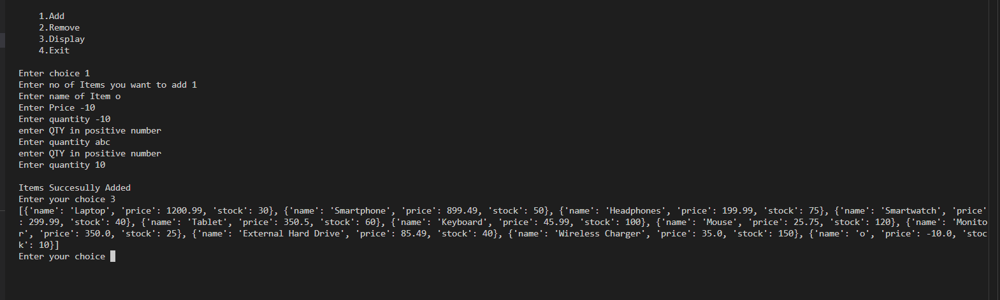 1.Add
2.Remove
3.Display
4.Exit
Enter choice 1
Enter no of Items you want to add 1
Enter name of Item o
Enter Price -10
Enter quantity -10
enter QTY in positive number
Enter quantity abc
enter QTY in positive number
Enter quantity 10
Items Succesully Added
Enter your choice 3
[{'name': 'Laptop', 'price': 1200.99, 'stock': 30}, {'name': 'Smartphone', 'price': 899.49, 'stock': 50}, {'name': 'Headphones', 'price': 199.99, 'stock': 75}, {'name': 'Smartwatch', 'price'
: 299.99, 'stock': 40}, {'name': 'Tablet', 'price': 350.5, 'stock': 60}, {'name': 'Keyboard', 'price': 45.99, 'stock': 100}, {'name': 'Mouse', 'price': 25.75, 'stock': 120}, {'name': 'Monito
r', 'price': 350.0, 'stock': 25}, {'name': 'External Hard Drive', 'price': 85.49, 'stock': 40}, {'name': 'Wireless Charger', 'price': 35.0, 'stock': 150}, {'name': 'o', 'price': -10.0, 'stoc
k': 10}]
Enter your choice